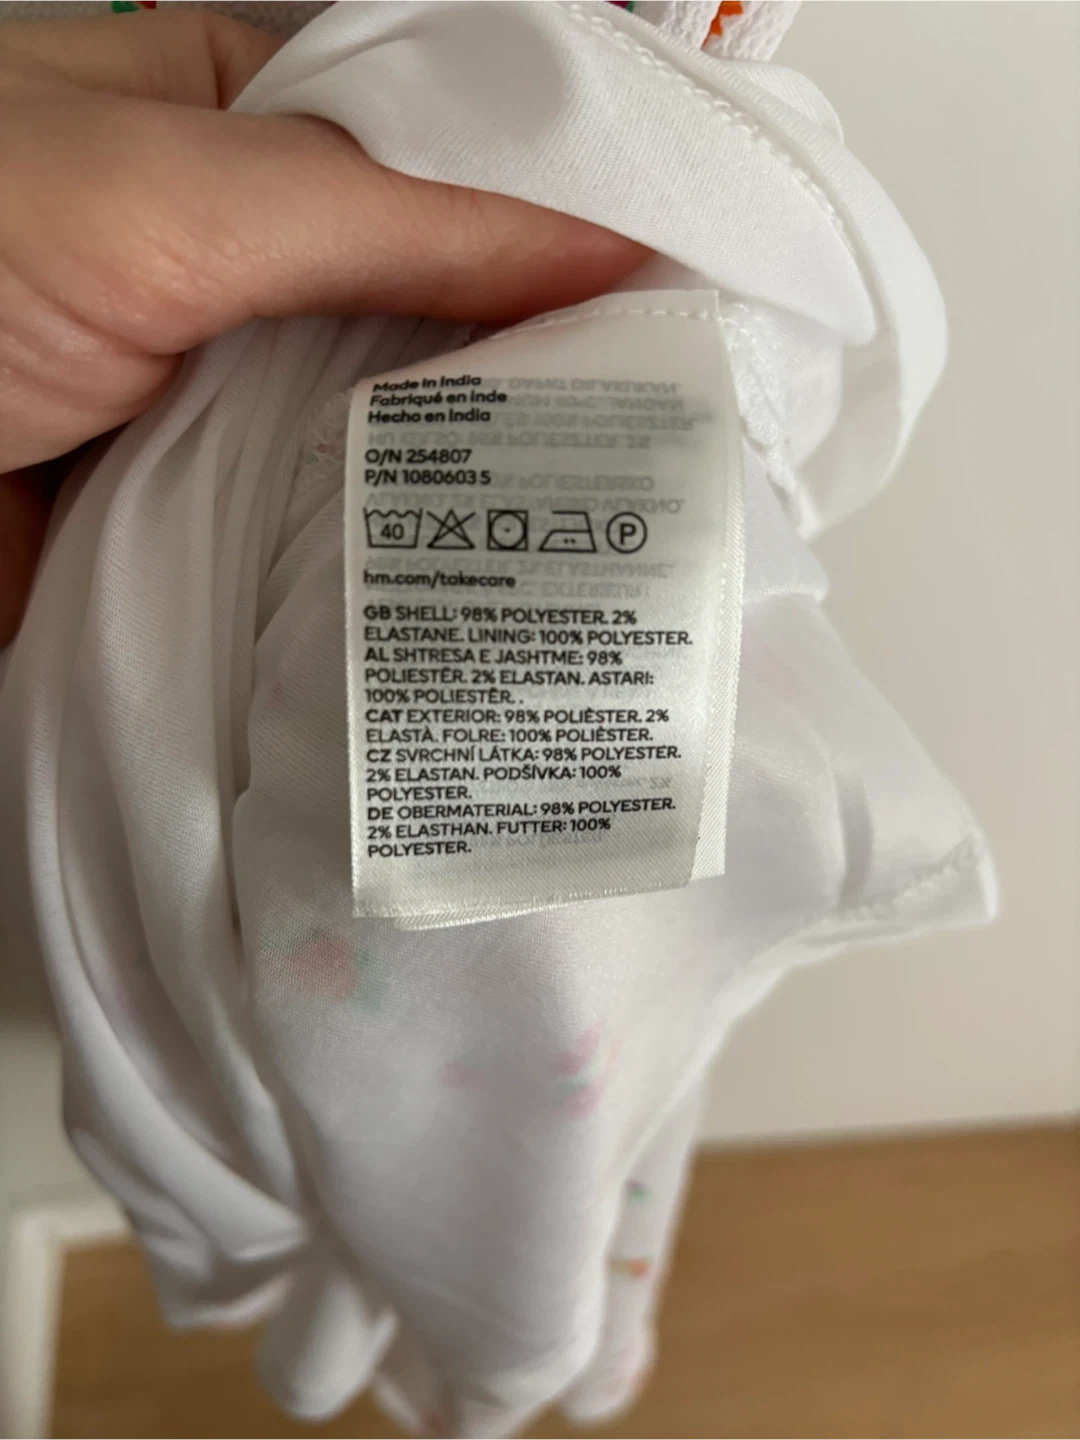 Made in India
Fabriqué en Inde
Hecho en India
O/N 254807
P/N 1080603 5
40 P
hm.com/takecare
GB SHELL: 98% POLYESTER. 2%
ELASTANE. LINING: 100% POLYESTER.
AL SHTRESA E JASHTME: 98%
POLIESTËR. 2% ELASTAN. ASTARI:
100% POLIESTËR. .
CAT EXTERIOR: 98% POLIÈSTER. 2%
ELASTÀ. FOLRE: 100% POLIÈSTER.
CZ SVRCHNÍ LÁTKA: 98% POLYESTER.
2% ELASTAN. PODŠÍVKA: 100%
POLYESTER.
DE OBERMATERIAL: 98% POLYESTER.
2% ELASTHAN. FUTTER: 100%
POLYESTER.